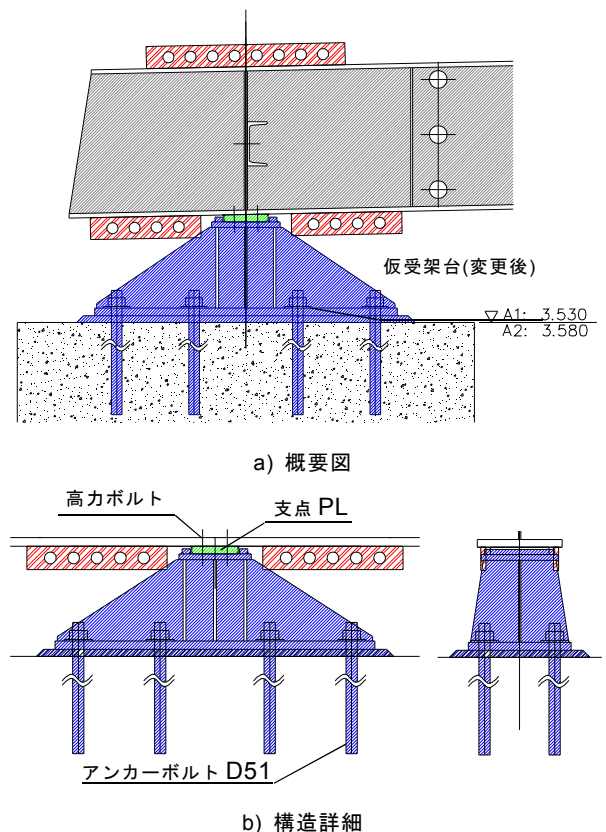 仮受架台(変更後)
A1: 3.530
A2: 3.580
a) 概要図
高力ボルト
支点 PL
アンカーボルト D51
b) 構造詳細